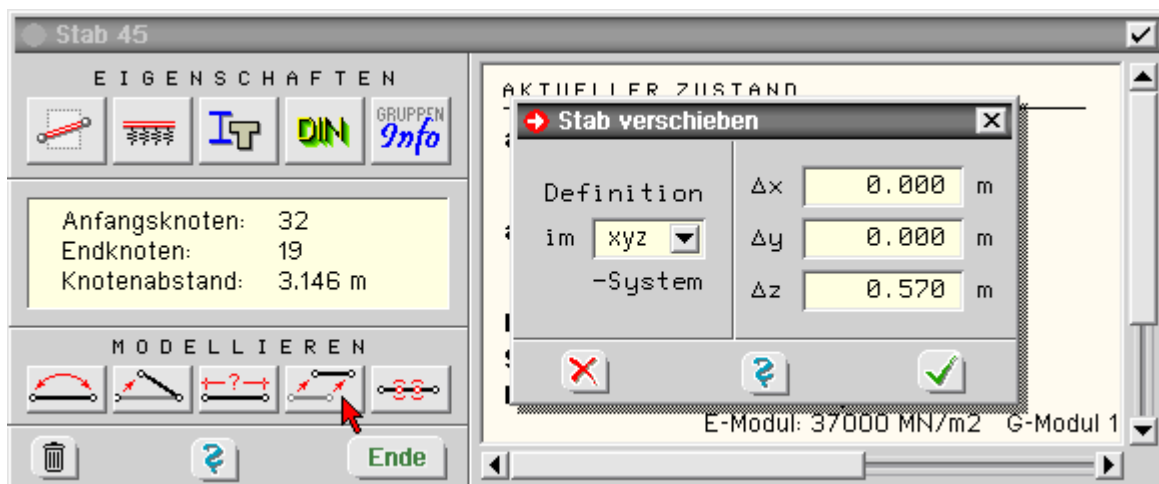 Stab 45
EIGENSCHAFTEN
DIN
GRUPPEN
Info
Anfangsknoten: 32
Endknoten: 19
Knotenabstand: 3.146 m
MODELLIEREN
?
Ende
AKTUELLER ZUSTAND
Stab verschieben
Definition
im xyz
-System
Δx 0.000 m
Δy 0.000 m
Δz 0.570 m
E-Modul: 37000 MN/m2 G-Modul 1